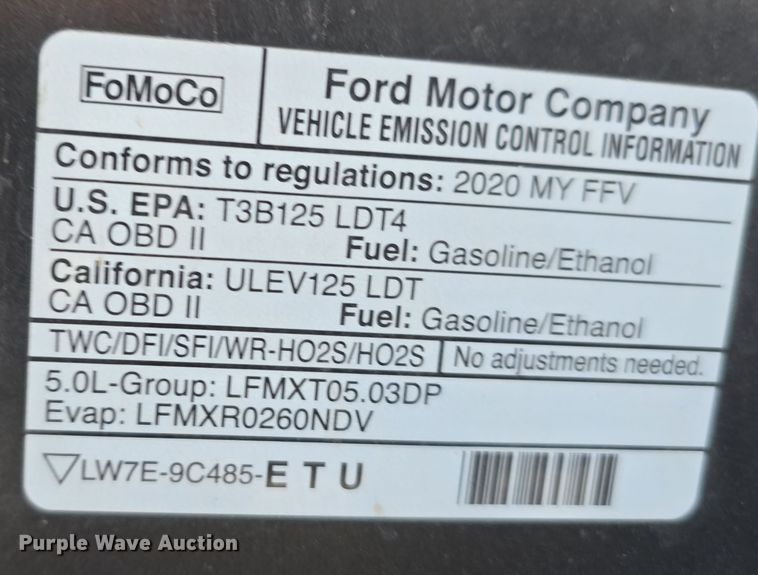 FoMoCo
Ford Motor Company
VEHICLE EMISSION CONTROL INFORMATION
Conforms to regulations: 2020 MY FFV
U.S. EPA: T3B125 LDT4
CA OBD II Fuel: Gasoline/Ethanol
California: ULEV125 LDT
CA OBD II Fuel: Gasoline/Ethanol
TWC/DFI/SFI/WR-HO2S/HO2S No adjustments needed.
5.0L-Group: LFMXT05.03DP
Evap: LFMXR0260NDV
▽LW7E-9C485-E T U
Purple Wave Auction